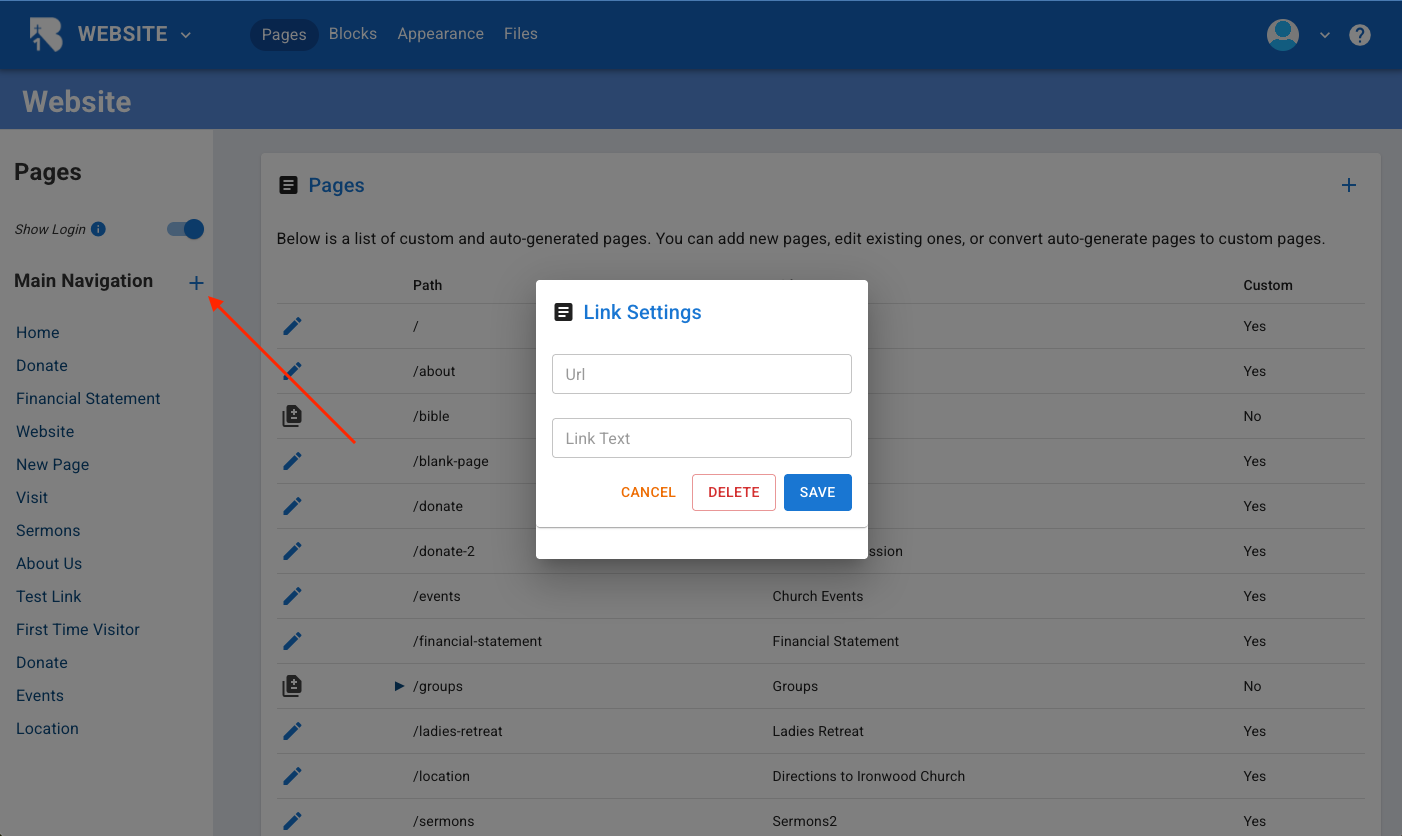 WEBSITE
Pages Blocks Appearance Files
Website
Pages
Show Login
Main Navigation
Home
Donate
Financial Statement
Website
New Page
Visit
Sermons
About Us
Test Link
First Time Visitor
Donate
Events
Location
Pages
Below is a list of custom and auto-generated pages. You can add new pages, edit existing ones, or convert auto-generate pages to custom pages.
Path Custom
/ Yes
/about Yes
/bible No
/blank-page Yes
/donate Yes
/donate-2 ssion Yes
/events Church Events Yes
/financial-statement Financial Statement Yes
/groups Groups No
/ladies-retreat Ladies Retreat Yes
/location Directions to Ironwood Church Yes
/sermons Sermons2 Yes
Link Settings
Url
Link Text
CANCEL DELETE SAVE